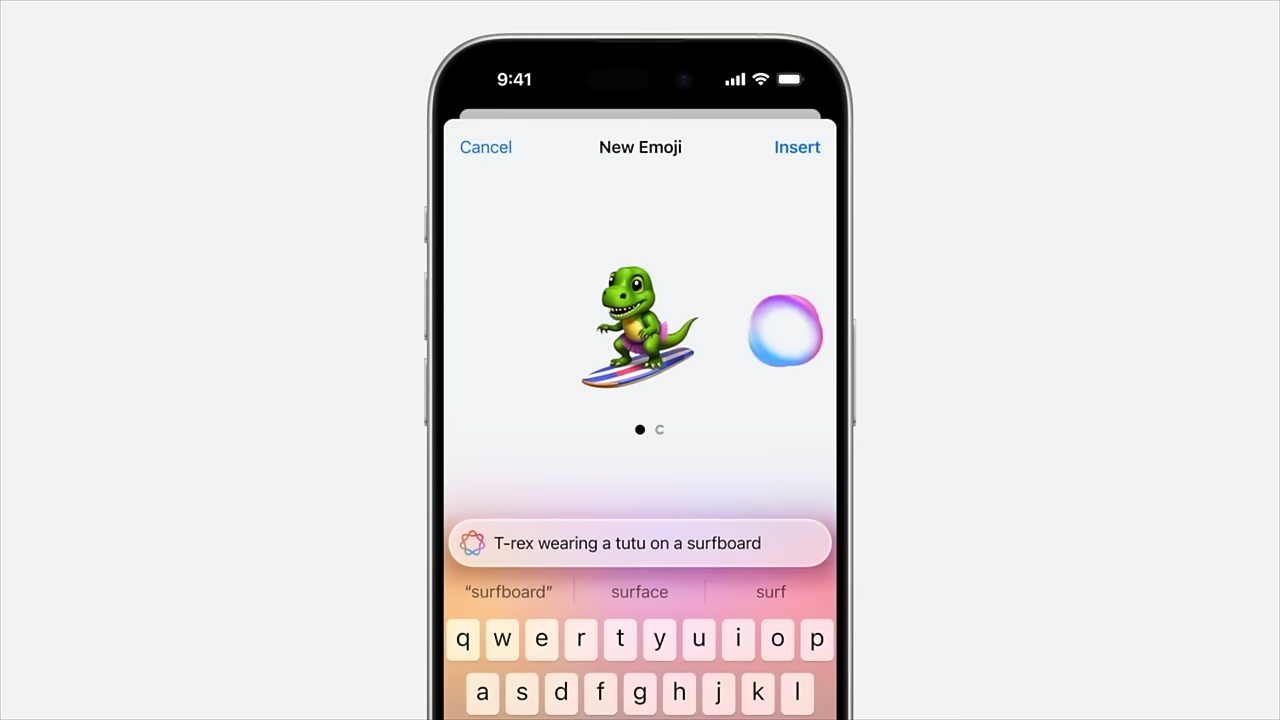 9:41
Cancel New Emoji Insert
T-rex wearing a tutu on a surfboard
“surfboard” surface surf
q w e r t y u i o p
a s d f g h j k l